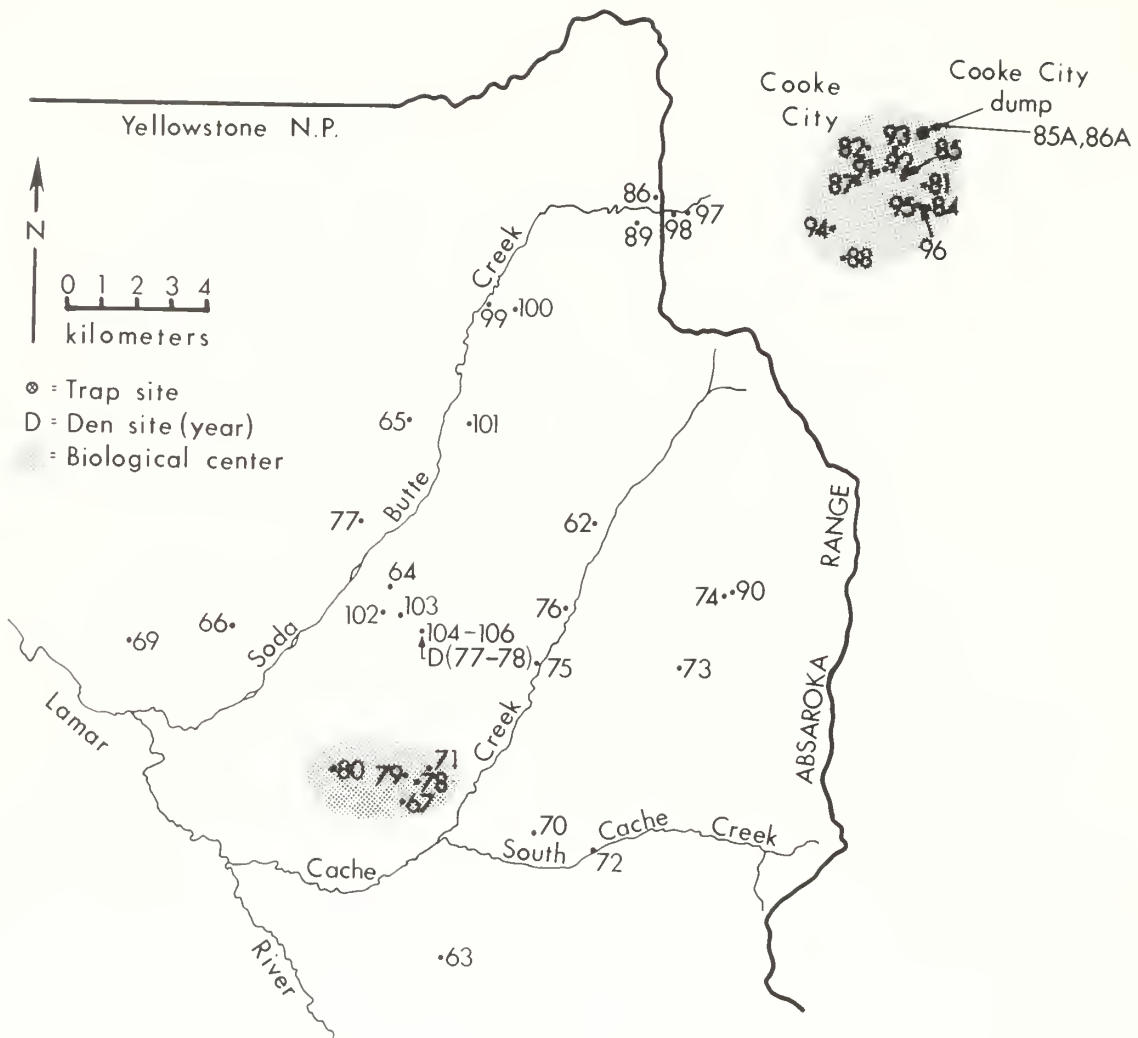 Yellowstone N.P.
N
0 1 2 3 4
kilometers
⊗ = Trap site
D = Den site (year)
= Biological center
Cooke City
Cooke City dump
85A,86A
93
82
92
85
91
87
81
95
84
94
96
88
86
97
89
98
Creek
99
100
65
101
Butte
77
62
RANGE
64
102
103
74
90
76
66
69
Soda
104-106
D(77-78)
75
73
Lamar
Creek
ABSAROKA
71
80
79
78
67
70
Cache
Creek
South
72
Cache
River
63